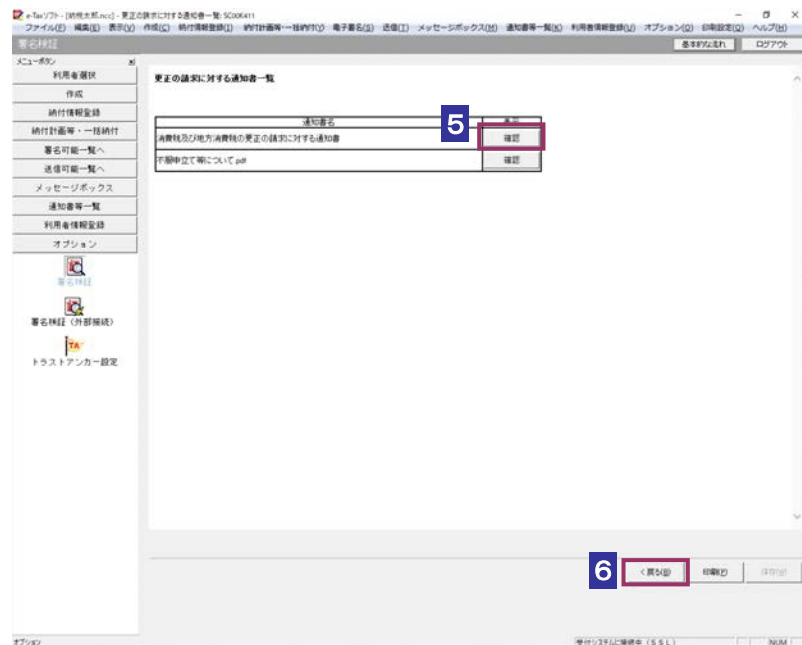 e-Taxソフト - [納税太郎.ncc] - 更正の請求に対する通知書一覧: SC00K411
ファイル(F) 編集(E) 表示(V) 作成(C) 納付情報登録(I) 納付計画等・一括納付(Y) 電子署名(S) 送信(T) メッセージボックス(M) 通知書等一覧(K) 利用者情報登録(U) オプション(O) 印刷設定(Q) ヘルプ(H)
署名検証
基本的な流れ
ログアウト
メニューボタン
利用者選択
作成
納付情報登録
納付計画等・一括納付
署名可能一覧へ
送信可能一覧へ
メッセージボックス
通知書等一覧
利用者情報登録
オプション
署名検証
署名検証(外部接続)
TA
トラストアンカー設定
更正の請求に対する通知書一覧
通知書名
表示
5
消費税及び地方消費税の更正の請求に対する通知書
確認
不服申立て等について.pdf
確認
6
<戻る(B)
印刷(P)
保存(W)
オプション
受付システムに接続中(SSL)
NUM